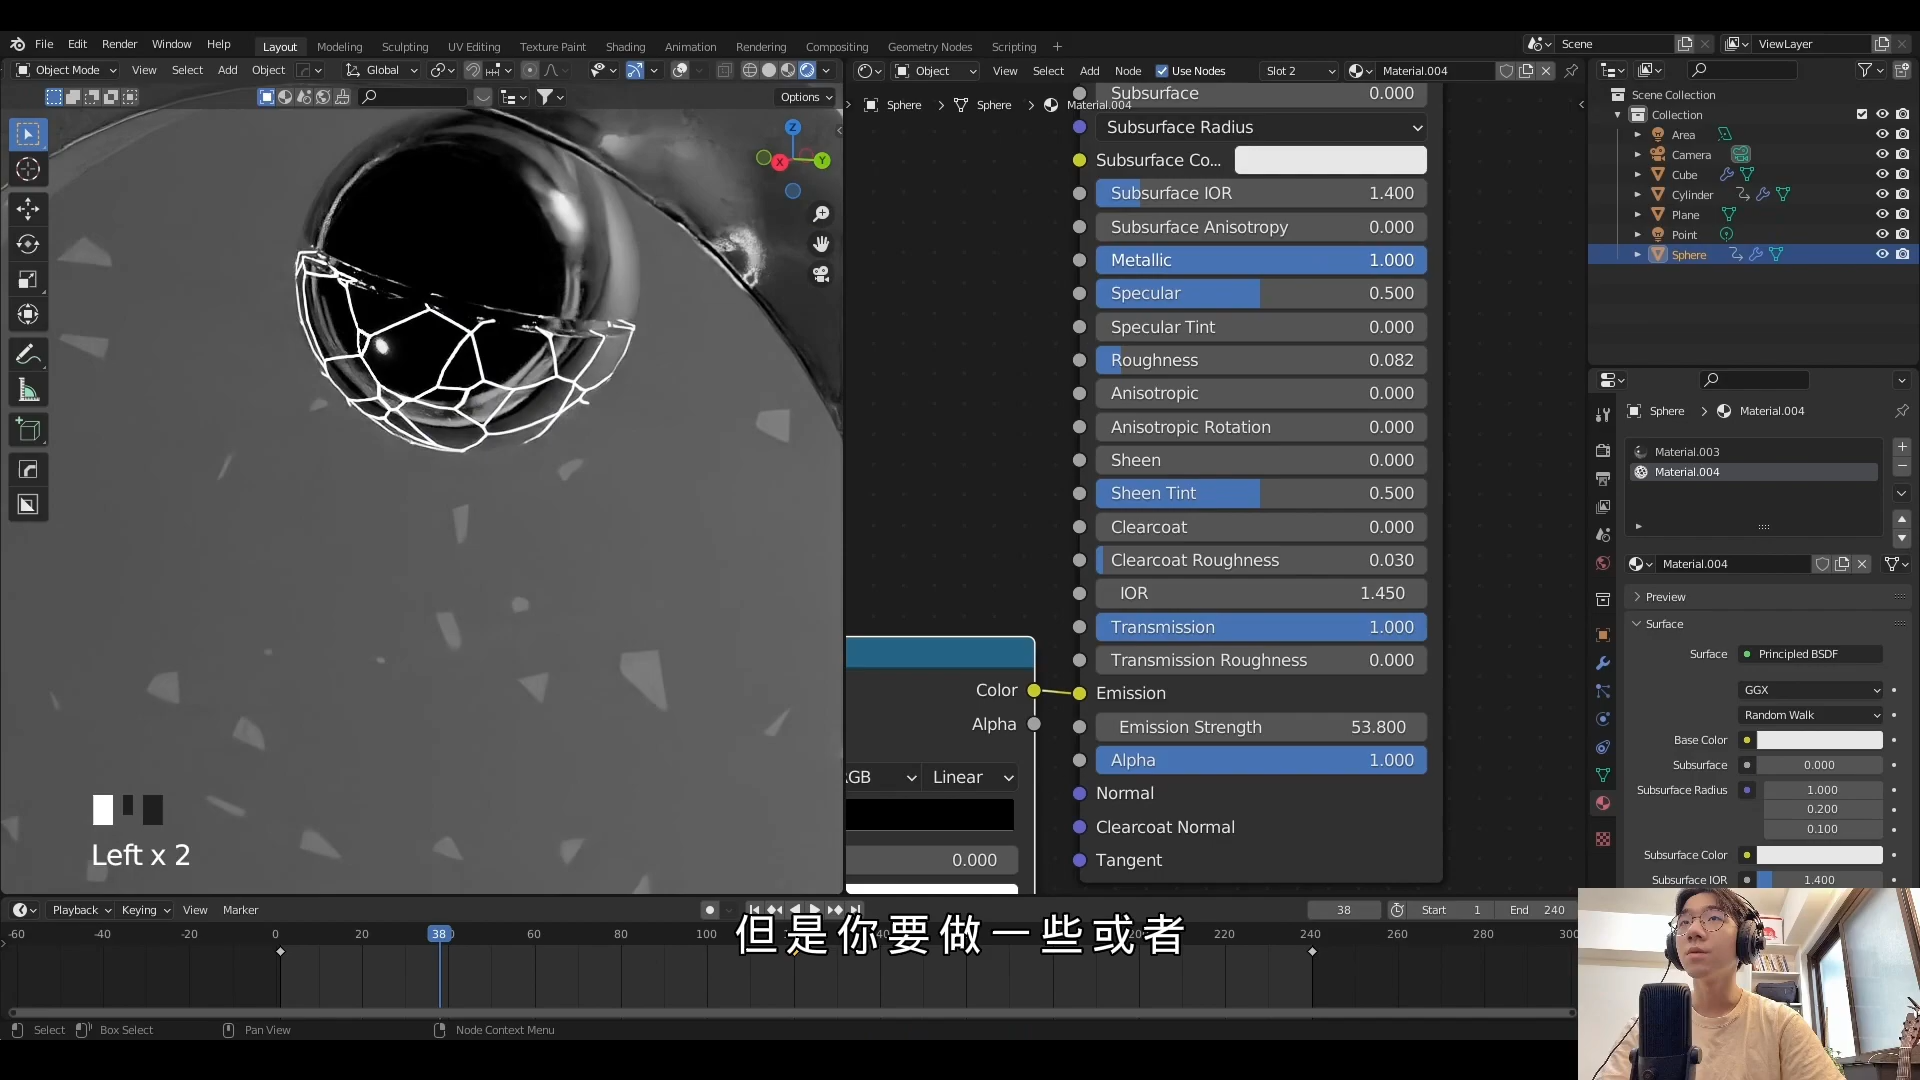 File Edit Render Window Help
Layout Modeling Sculpting UV Editing Texture Paint Shading Animation Rendering Compositing Geometry Nodes Scripting +
Scene
ViewLayer
Object Mode View Select Add Object Global
Options
Object View Select Add Node Use Nodes Slot 2 Material.004
Sphere > Sphere > Material.004
Z
X
Y
Subsurface 0.000
Subsurface Radius
Subsurface Co...
Subsurface IOR 1.400
Subsurface Anisotropy 0.000
Metallic 1.000
Specular 0.500
Specular Tint 0.000
Roughness 0.082
Anisotropic 0.000
Anisotropic Rotation 0.000
Sheen 0.000
Sheen Tint 0.500
Clearcoat 0.000
Clearcoat Roughness 0.030
IOR 1.450
Transmission 1.000
Transmission Roughness 0.000
Emission
Emission Strength 53.800
Alpha 1.000
Normal
Clearcoat Normal
Tangent
Color
Alpha
GB Linear
0.000
Scene Collection
Collection
Area
Camera
Cube
Cylinder
Plane
Point
Sphere
Sphere > Material.004
Material.003
Material.004
Material.004
Preview
Surface
Surface Principled BSDF
GGX
Random Walk
Base Color
Subsurface 0.000
Subsurface Radius 1.000
0.200
0.100
Subsurface Color
Subsurface IOR 1.400
Left x 2
Playback Keying View Marker
38 Start 1 End 240
-60 -40 -20 0 20 38 60 80 100 220 240 260 280 300
但是你要做一些或者
Select Box Select Pan View Node Context Menu